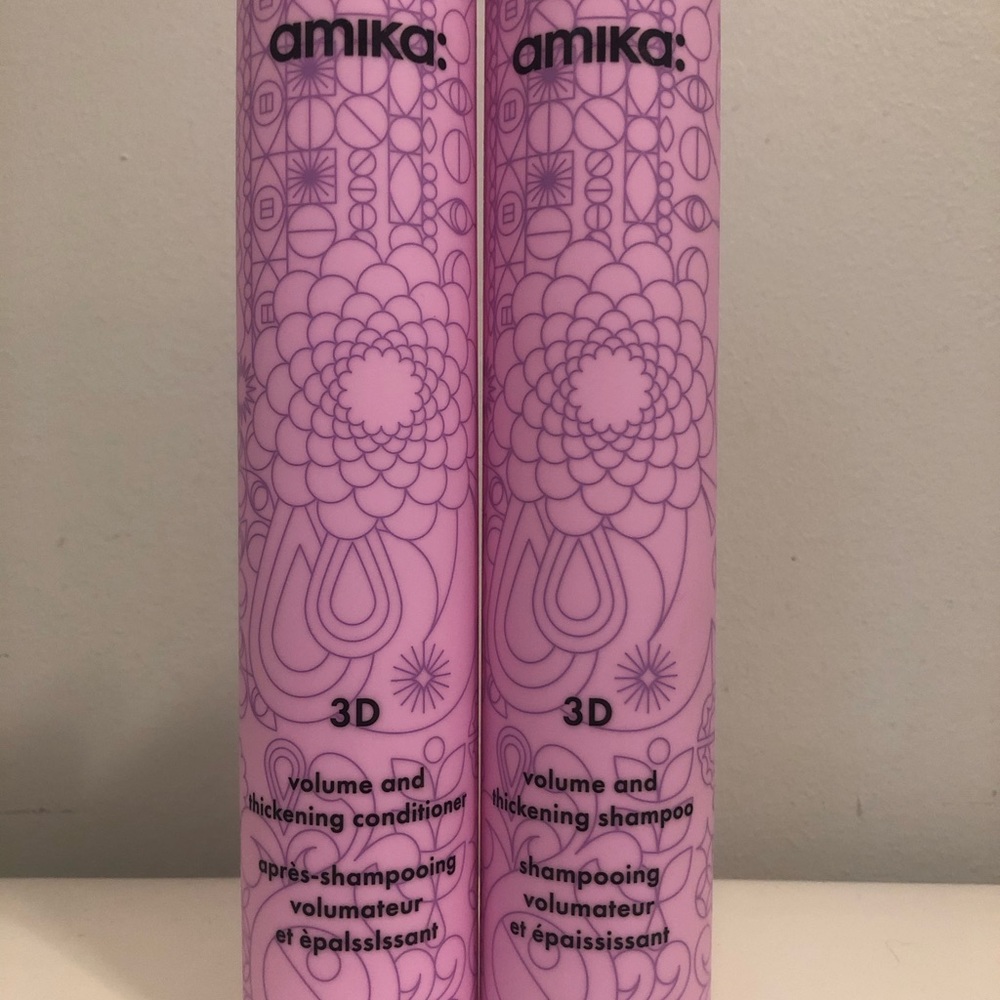 amika:
3D
volume and
thickening conditioner
après-shampooing
volumateur
et èpaIssIssant
amika:
3D
volume and
thickening shampoo
shampooing
volumateur
et épaississant